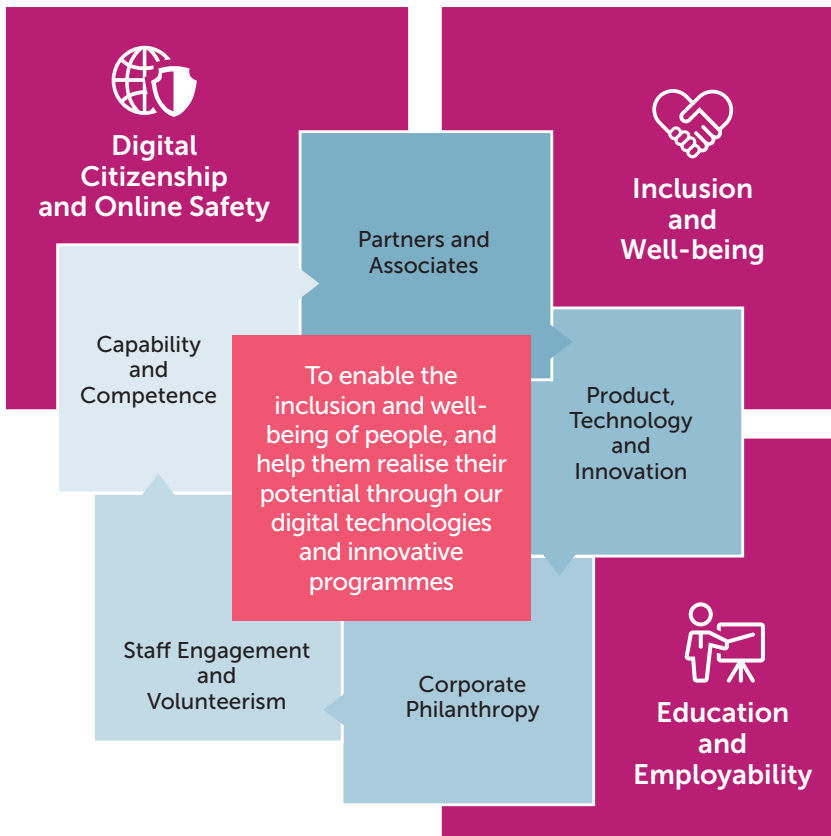 Digital
Citizenship
and Online Safety
Inclusion
and
Well-being
Partners and
Associates
Capability
and
Competence
To enable the
inclusion and well-
being of people, and
help them realise their
potential through our
digital technologies
and innovative
programmes
Product,
Technology
and
Innovation
Staff Engagement
and
Volunteerism
Corporate
Philanthropy
Education
and
Employability